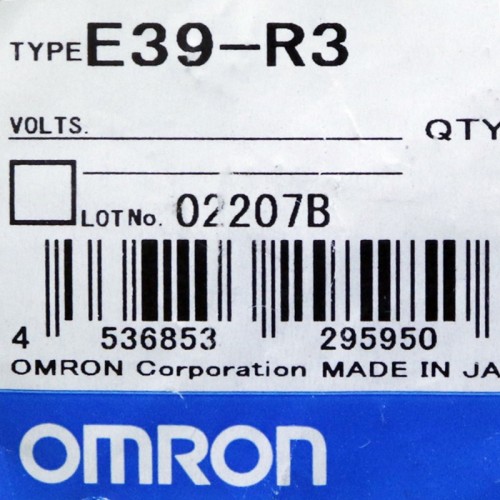 TYPE E39-R3
VOLTS. QTY
LOT No. 02207B
4 536853 295950
OMRON Corporation MADE IN JA
OMRON